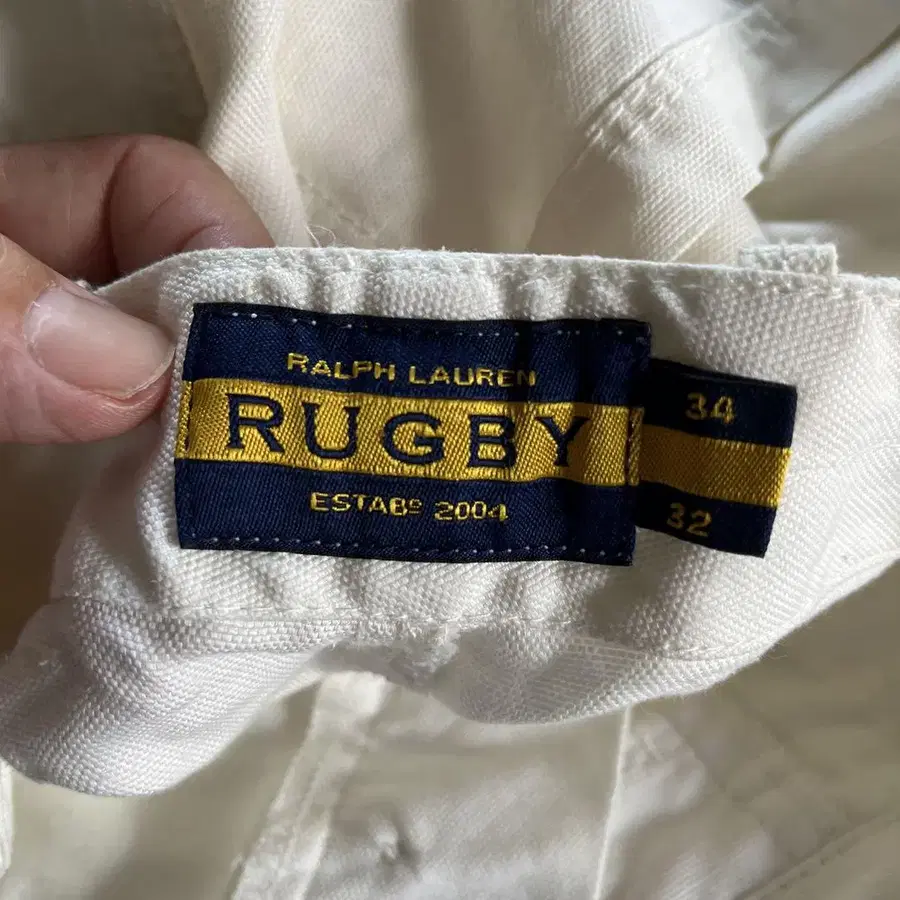 RALPH LAUREN
RUGBY
ESTABᴰ 2004
34
32